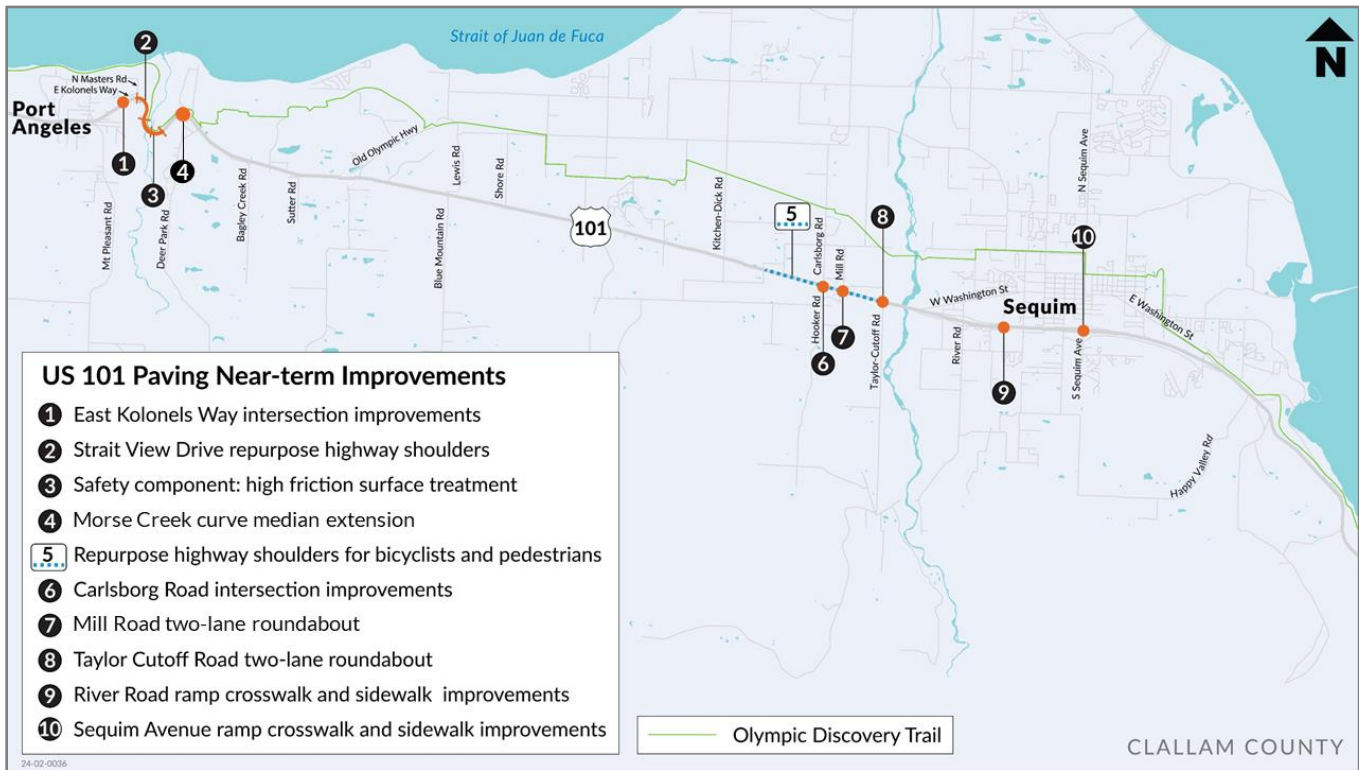 Strait of Juan de Fuca
N
2
N Masters Rd
E Kolonels Way
Port
Angeles
1
3
4
Old Olympic Hwy
Mt Pleasant Rd
Deer Park Rd
Bagley Creek Rd
Sutter Rd
Lewis Rd
Shore Rd
Blue Mountain Rd
101
Kitchen-Dick Rd
5
Carlsborg Rd
Mill Rd
8
N Sequim Ave
10
Hooker Rd
6
7
Taylor-Cutoff Rd
W Washington St
Sequim
E Washington St
River Rd
9
S Sequim Ave
Happy Valley Rd
US 101 Paving Near-term Improvements
1 East Kolonels Way intersection improvements
2 Strait View Drive repurpose highway shoulders
3 Safety component: high friction surface treatment
4 Morse Creek curve median extension
5 Repurpose highway shoulders for bicyclists and pedestrians
6 Carlsborg Road intersection improvements
7 Mill Road two-lane roundabout
8 Taylor Cutoff Road two-lane roundabout
9 River Road ramp crosswalk and sidewalk improvements
10 Sequim Avenue ramp crosswalk and sidewalk improvements
Olympic Discovery Trail
CLALLAM COUNTY
24-02-0036